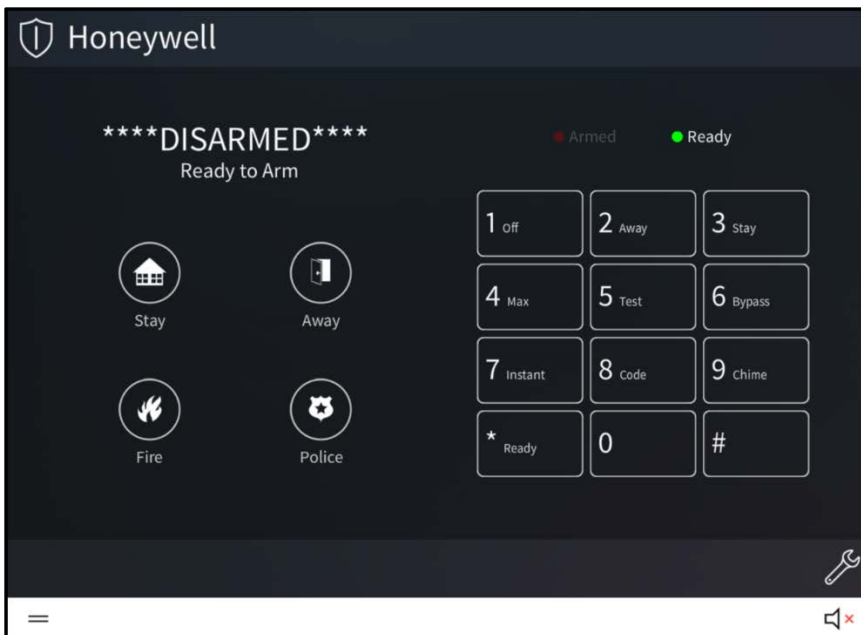 Honeywell
****DISARMED****
Ready to Arm
Armed
Ready
Stay
Away
Fire
Police
1 Off
2 Away
3 Stay
4 Max
5 Test
6 Bypass
7 Instant
8 Code
9 Chime
* Ready
0
#